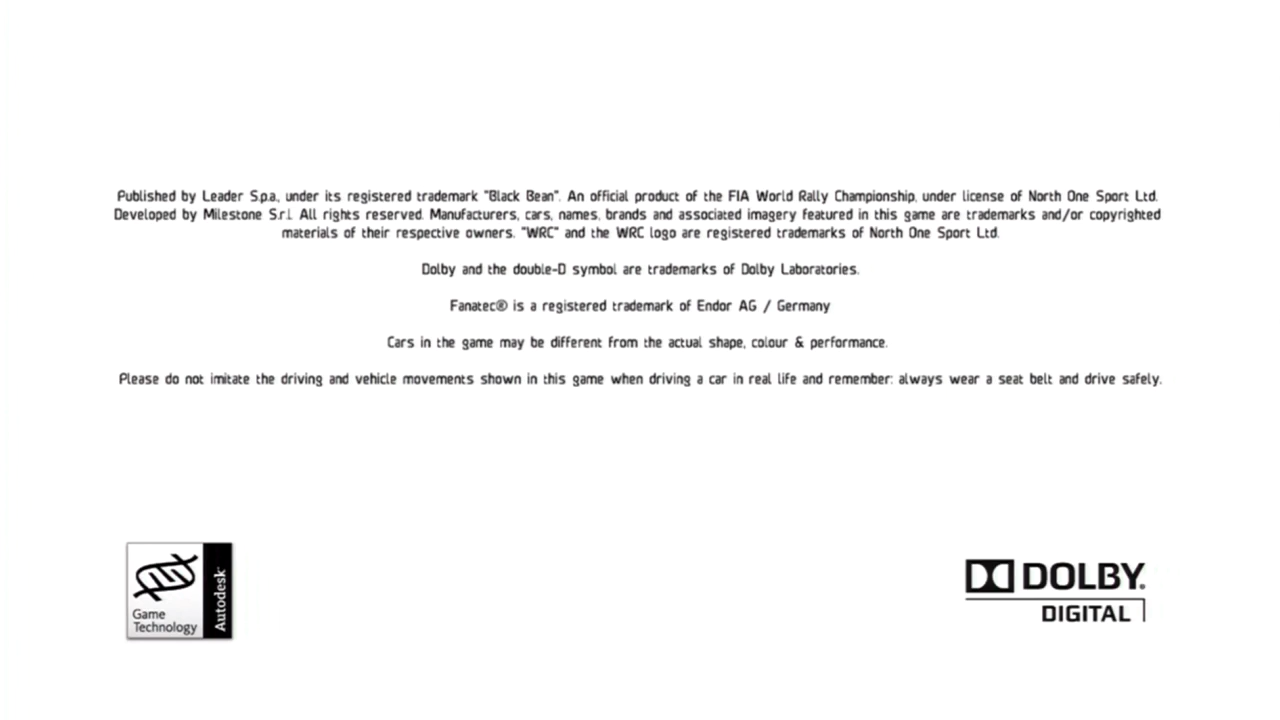 Published by Leader S.p.a., under its registered trademark "Black Bean". An official product of the FIA World Rally Championship, under license of North One Sport Ltd.
Developed by Milestone S.r.l. All rights reserved. Manufacturers, cars, names, brands and associated imagery featured in this game are trademarks and/or copyrighted
materials of their respective owners. "WRC" and the WRC logo are registered trademarks of North One Sport Ltd.
Dolby and the double-D symbol are trademarks of Dolby Laboratories.
Fanatec® is a registered trademark of Endor AG / Germany
Cars in the game may be different from the actual shape, colour & performance.
Please do not imitate the driving and vehicle movements shown in this game when driving a car in real life and remember: always wear a seat belt and drive safely.
Game
Technology
Autodesk
DOLBY®
DIGITAL